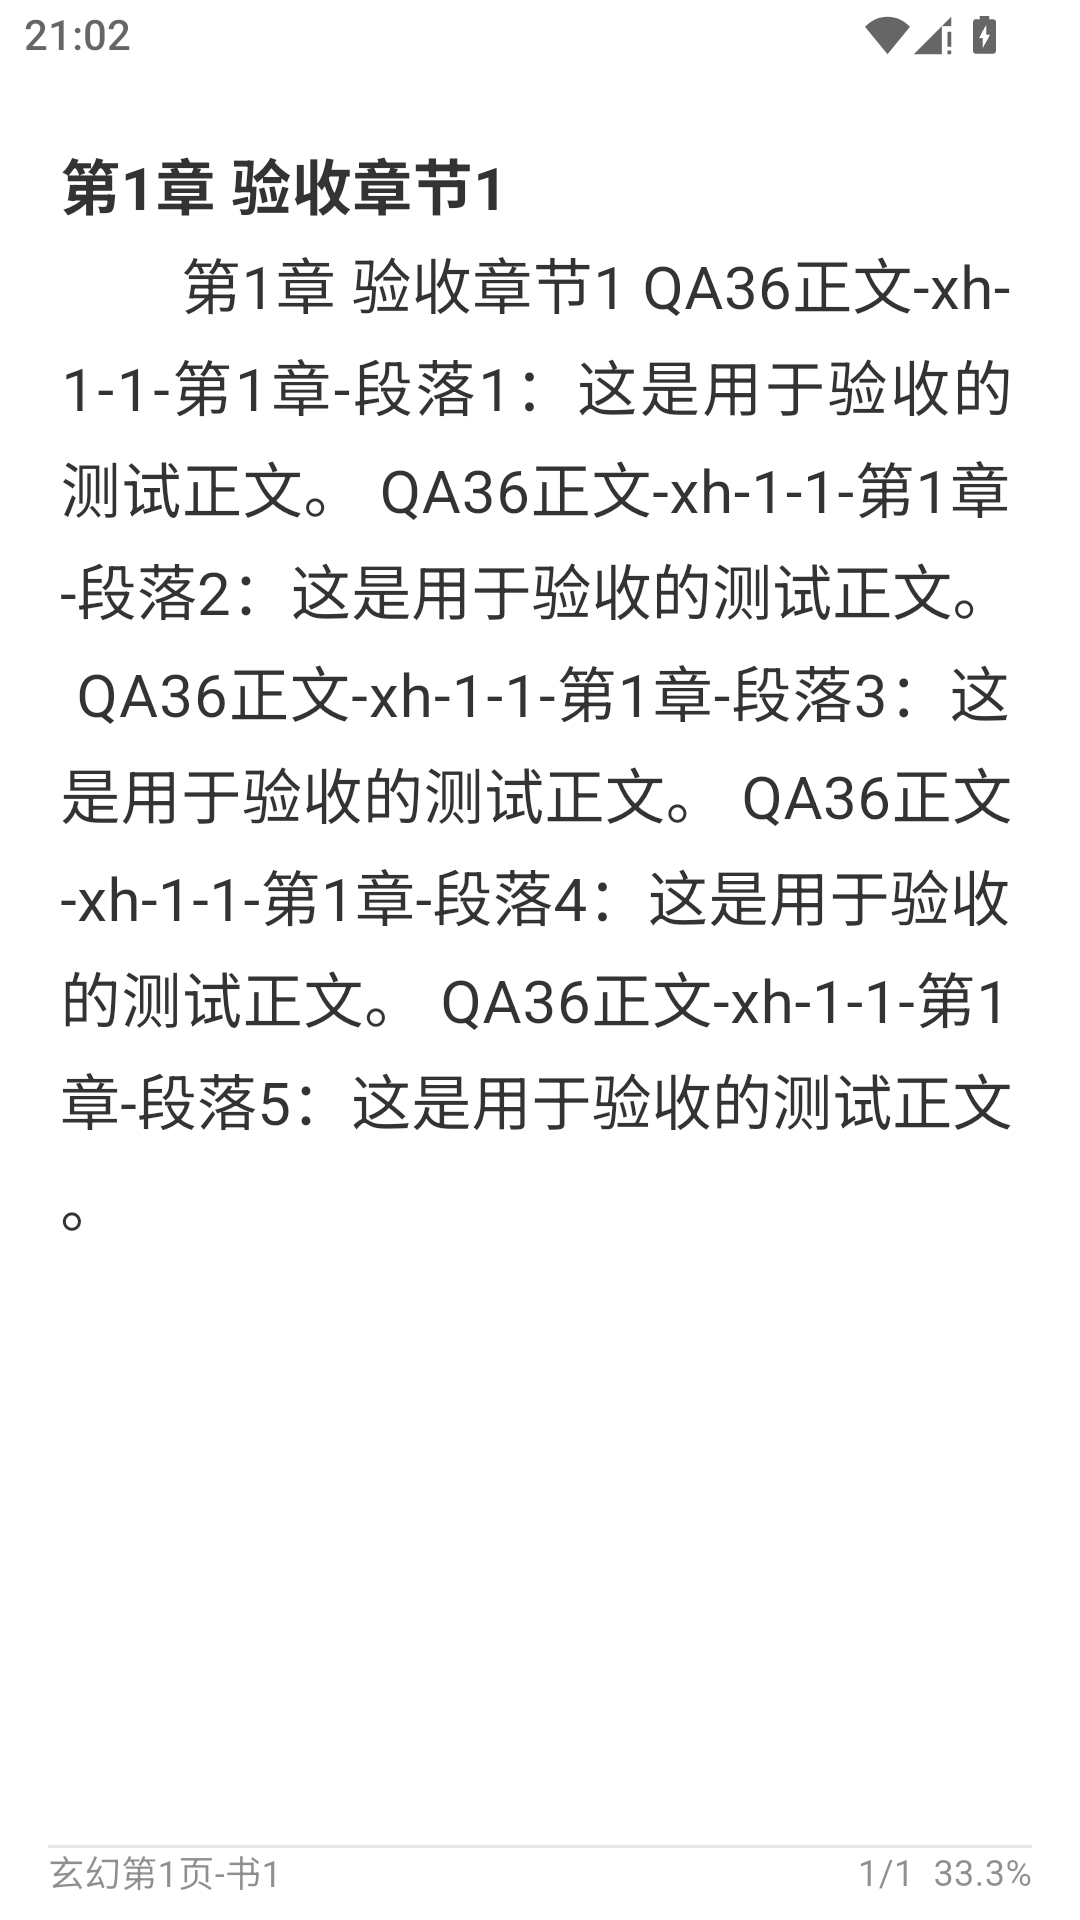 21:02
第1章 验收章节1
第1章 验收章节1 QA36正文-xh-
1-1-第1章-段落1：这是用于验收的
测试正文。 QA36正文-xh-1-1-第1章
-段落2：这是用于验收的测试正文。
QA36正文-xh-1-1-第1章-段落3：这
是用于验收的测试正文。 QA36正文
-xh-1-1-第1章-段落4：这是用于验收
的测试正文。 QA36正文-xh-1-1-第1
章-段落5：这是用于验收的测试正文
。
玄幻第1页-书1 1/1 33.3%